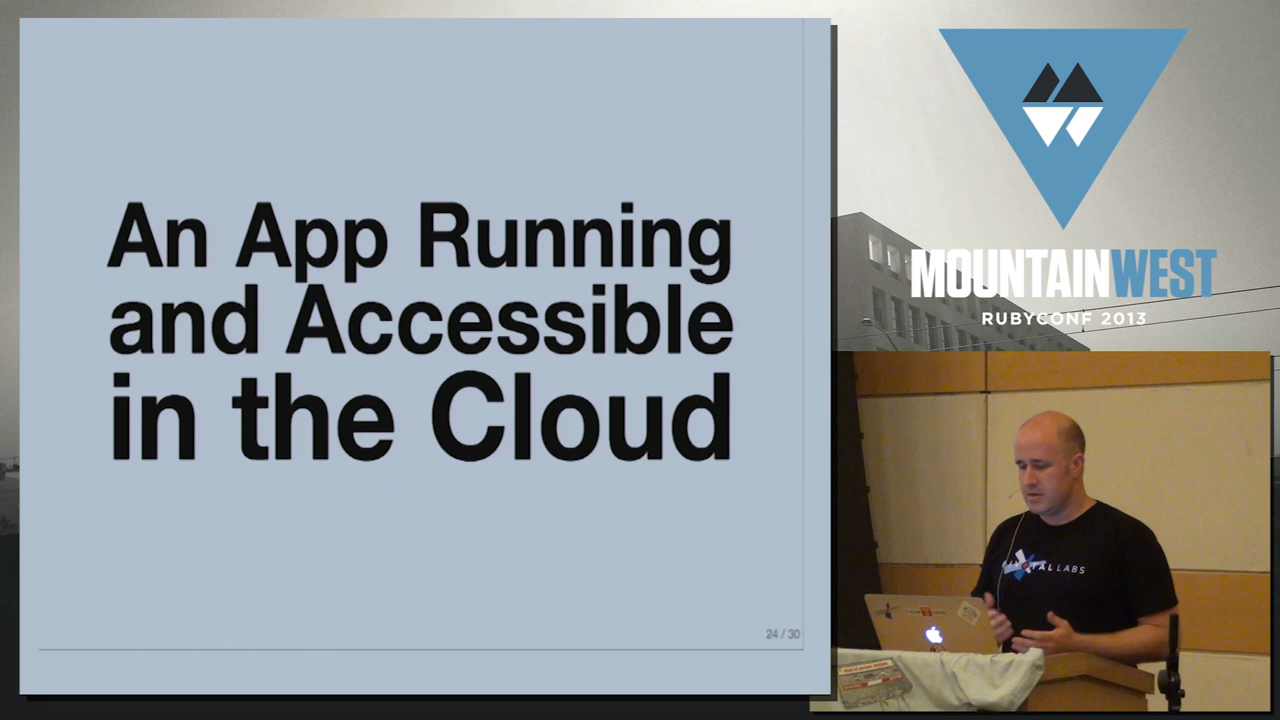 An App Running
and Accessible
in the Cloud
24 / 30
MOUNTAINWEST
RUBYCONF 2013
LABS